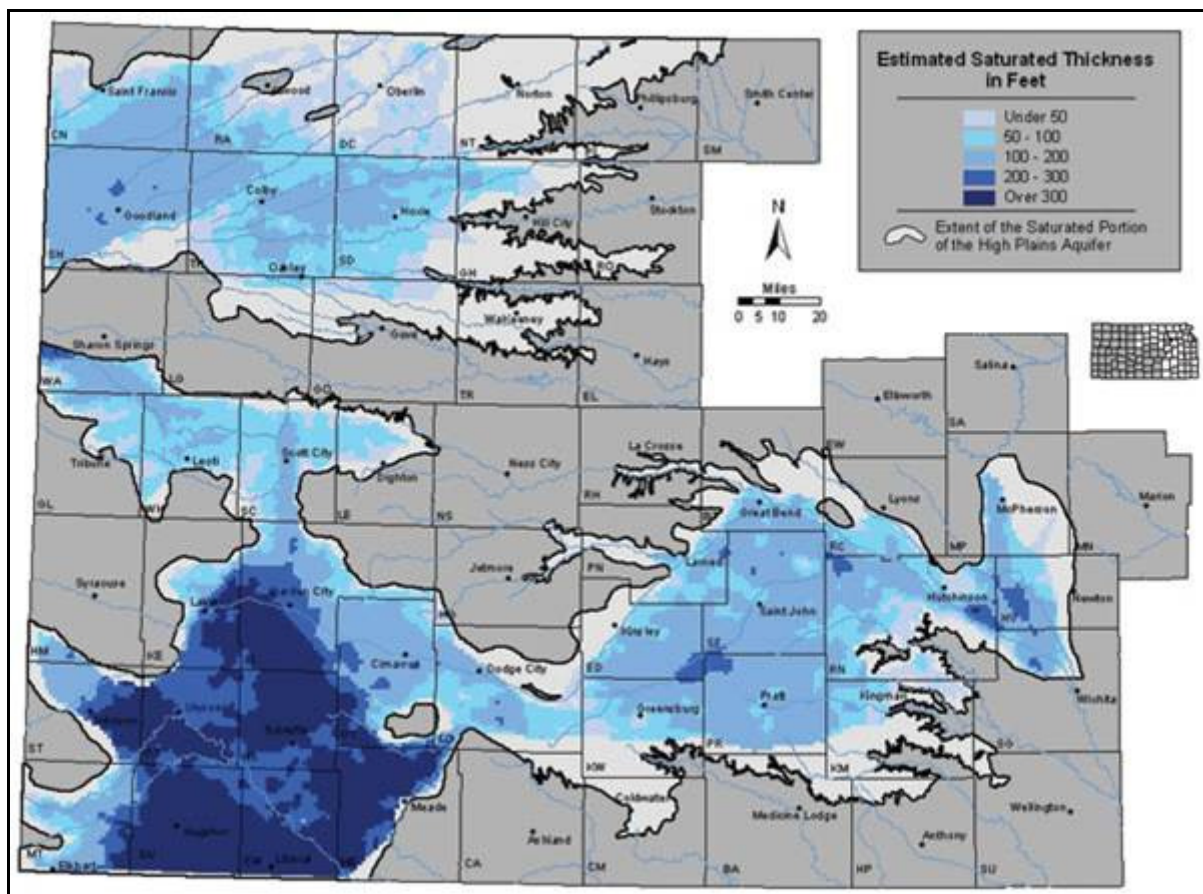 Estimated Saturated Thickness
in Feet
Under 50
50 - 100
100 - 200
200 - 300
Over 300
Extent of the Saturated Portion
of the High Plains Aquifer
N
Miles
0 5 10 20
Saint Francis
Oberlin
Norton
Phillipsburg
Smith Center
CN
RA
DC
NT
SM
Goodland
Colby
Hoxie
Hill City
Stockton
SH
SD
GH
RO
Oakley
Sharon Springs
Gove
Wakeeney
Hays
WA
LG
GO
TR
EL
Salina
Ellsworth
SA
Tribune
Leoti
Scott City
Dighton
Ness City
La Crosse
Great Bend
Lyons
McPherson
Marion
GL
SC
LE
NS
RH
RC
MP
MN
Syracuse
Garden City
Jetmore
PN
Larned
Saint John
Hutchinson
Newton
HM
KE
Cimarron
Dodge City
Kinsley
ED
RN
HV
Greensburg
Pratt
Kingman
Wichita
ST
KW
PR
KM
SG
Meade
Coldwater
Medicine Lodge
Wellington
Ashland
Anthony
MT
Elkhart
Liberal
CA
CM
BA
HP
SU